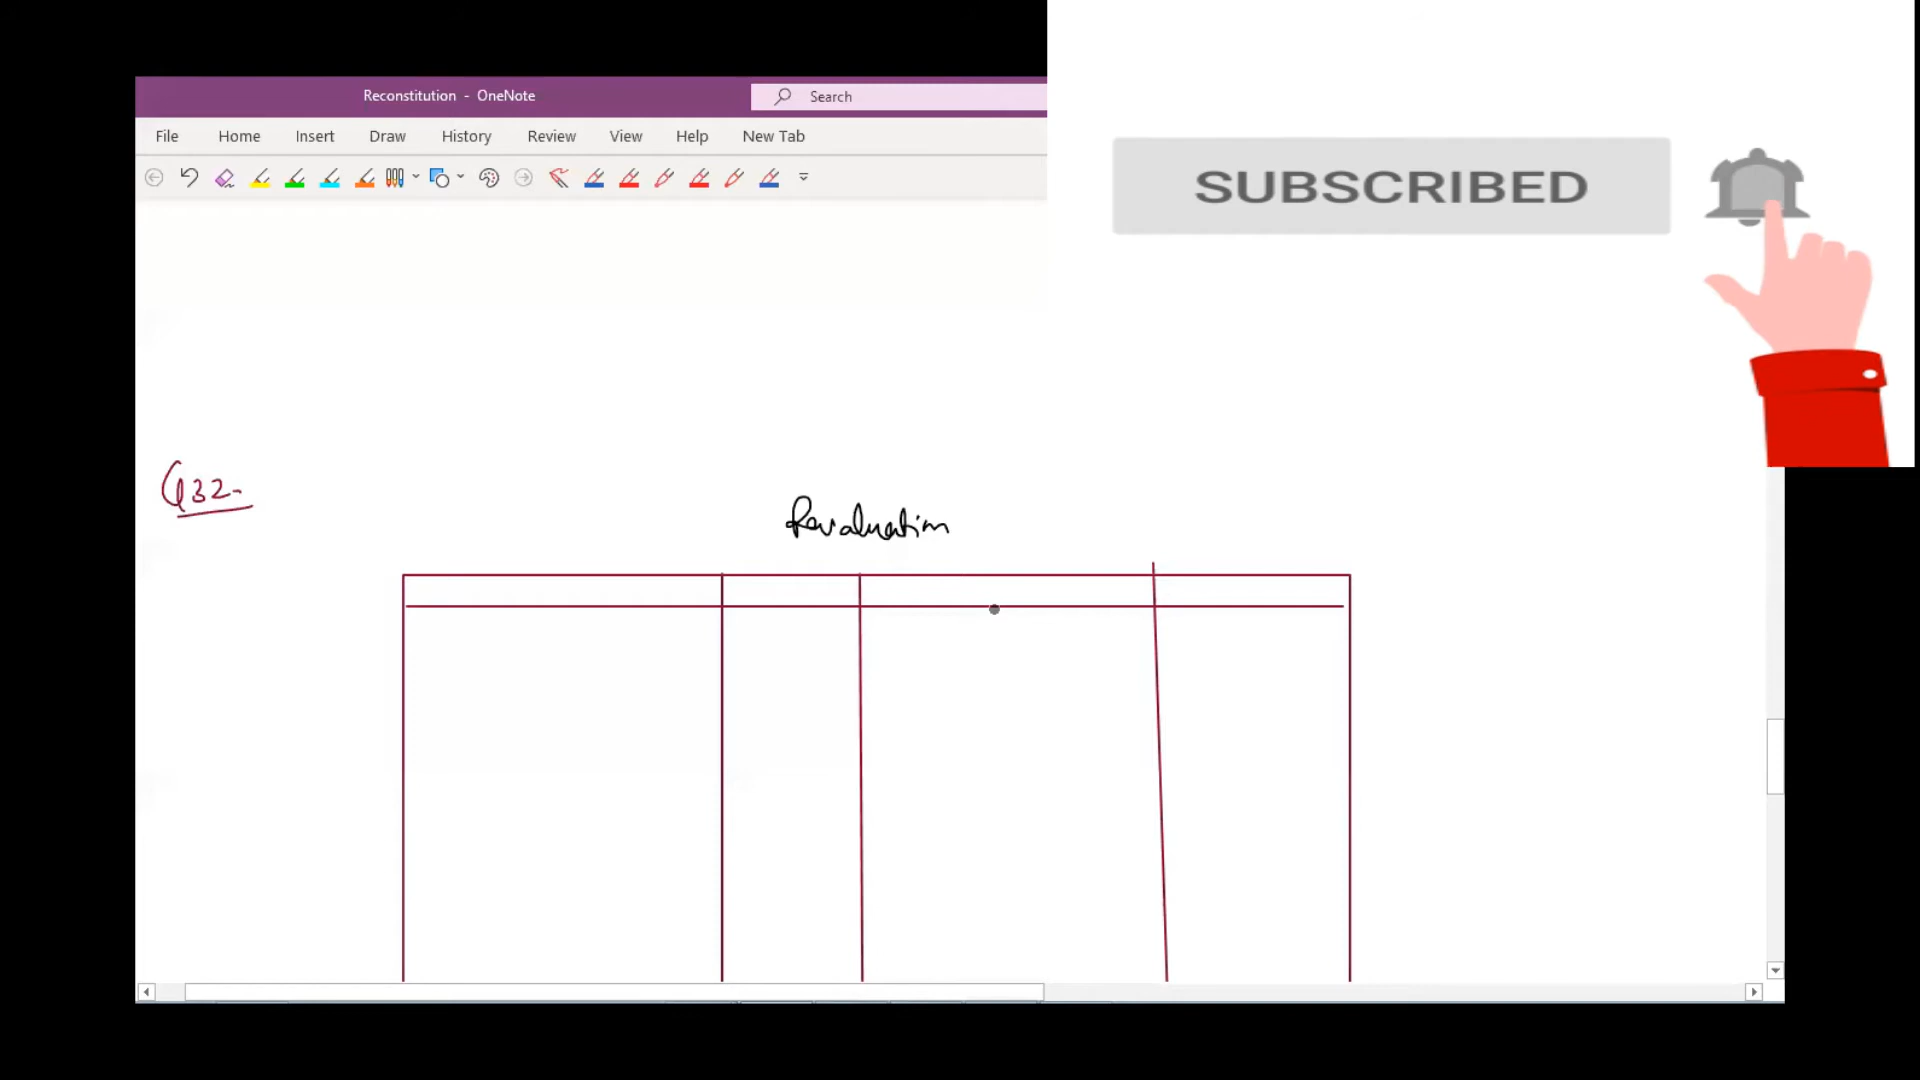 Reconstitution - OneNote
Search
File Home Insert Draw History Review View Help New Tab
SUBSCRIBED
Q32-
Revaluation